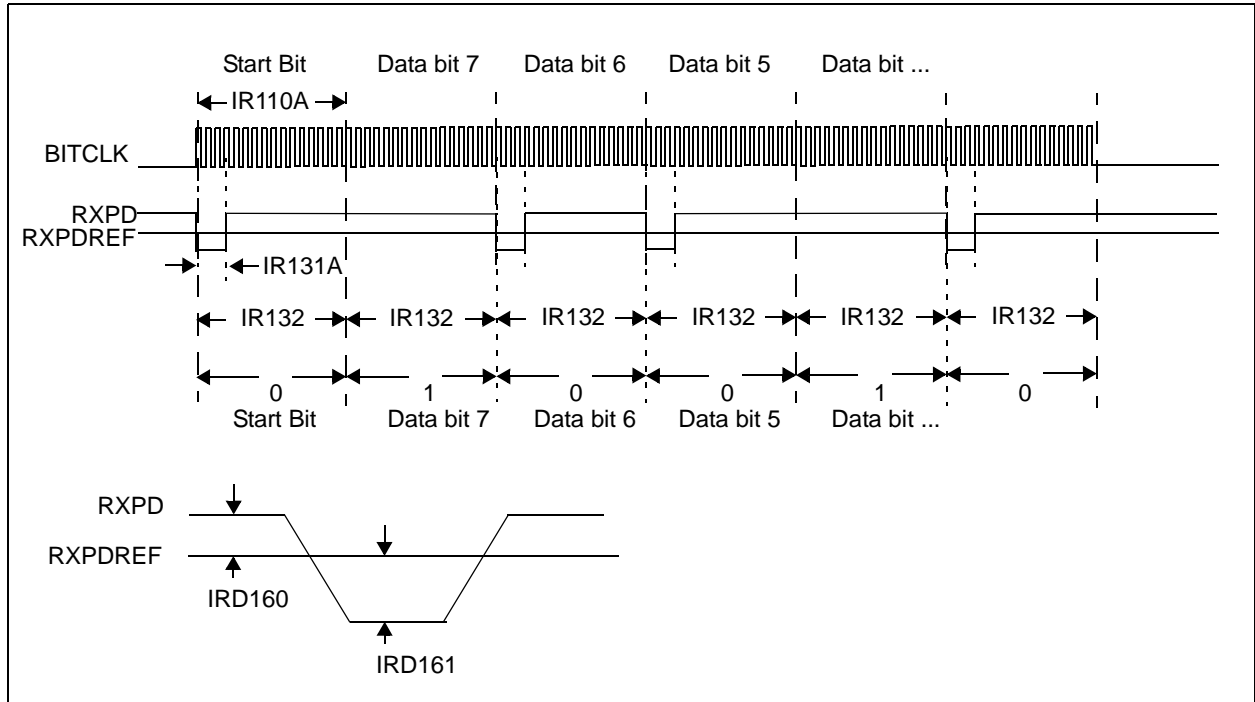 Start Bit Data bit 7 Data bit 6 Data bit 5 Data bit ...
IR110A
BITCLK
RXPD
RXPDREF
IR131A
IR132 IR132 IR132 IR132 IR132 IR132
0 1 0 0 1 0
Start Bit Data bit 7 Data bit 6 Data bit 5 Data bit ...
RXPD
RXPDREF
IRD160
IRD161